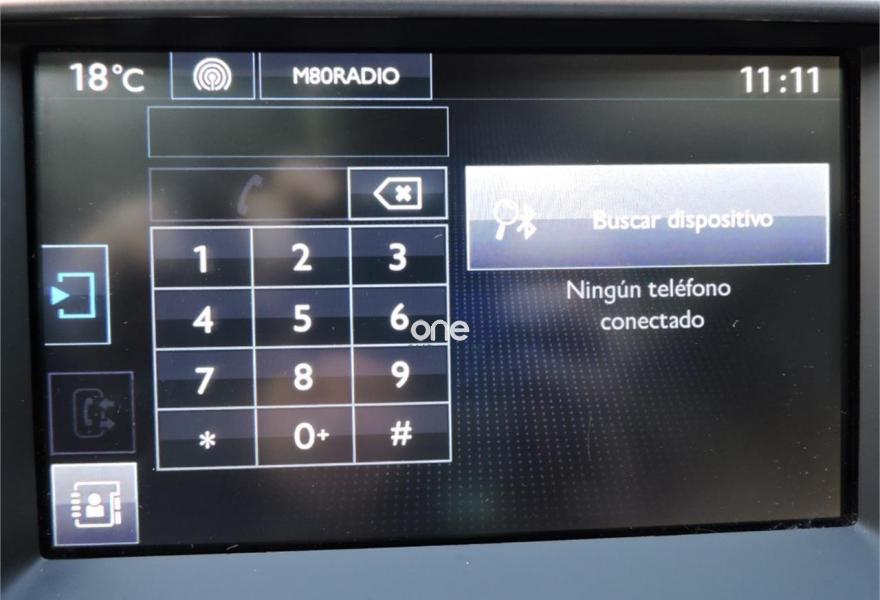 18°C
M80RADIO
11:11
Buscar dispositivo
Ningún teléfono
conectado
1 2 3
4 5 6
7 8 9
* 0+ #
one